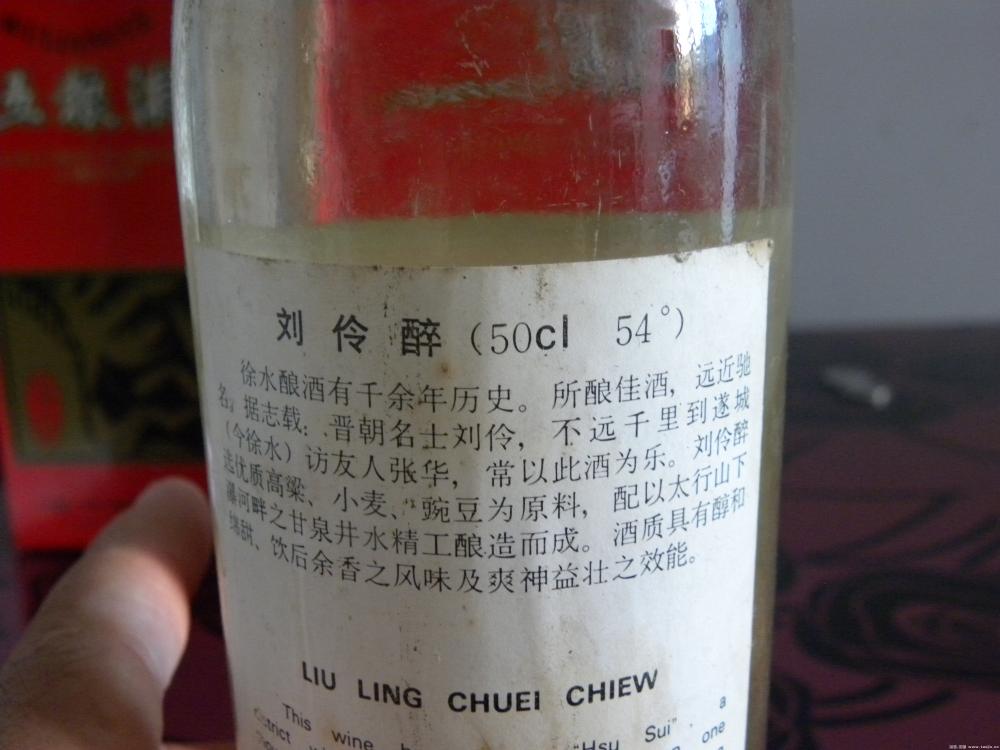 五粮液
刘伶醉（50cl 54°）
徐水酿酒有千余年历史。所酿佳酒，远近驰
名。据志载：晋朝名士刘伶，不远千里到遂城
（今徐水）访友人张华，常以此酒为乐。刘伶醉
选优质高粱、小麦、豌豆为原料，配以太行山下
瀑河畔之甘泉井水精工酿造而成。酒质具有醇和
绵甜、饮后余香之风味及爽神益壮之效能。
LIU LING CHUEI CHIEW
This wine "Hsu Sui", a
one